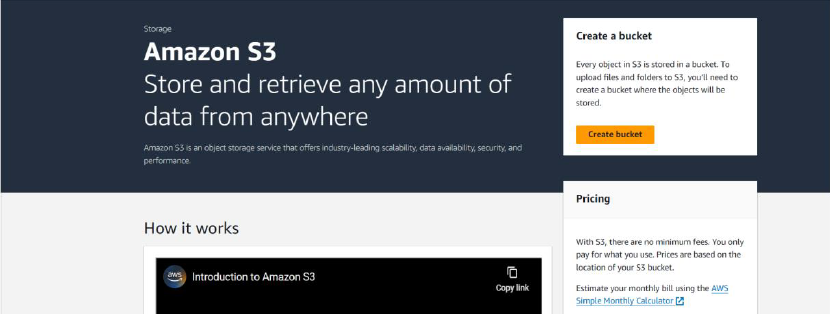 Storage
Amazon S3
Store and retrieve any amount of
data from anywhere
Amazon S3 is an object storage service that offers industry-leading scalability, data availability, security, and
performance.
Create a bucket
Every object in S3 is stored in a bucket. To
upload files and folders to S3, you'll need to
create a bucket where the objects will be
stored.
Create bucket
How it works
aws
Introduction to Amazon S3
Copy link
Pricing
With S3, there are no minimum fees. You only
pay for what you use. Prices are based on the
location of your S3 bucket.
Estimate your monthly bill using the AWS
Simple Monthly Calculator